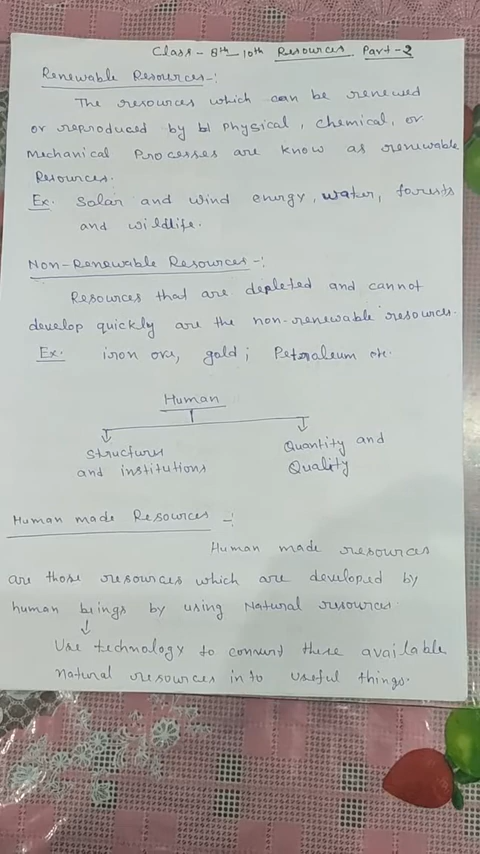 Class - 8th - 10th Resources Part-2
Renewable Resources -:
The resources which can be renewed
or reproduced by Physical, Chemical, or
Mechanical Processes are know as renewable
Resources.
Ex. Solar and wind energy, water, forests
and wildlife.
Non-Renewable Resources -:
Resources that are depleted and cannot
develop quickly are the non-renewable resources.
Ex. iron ore, gold; Petroleum etc.
Human
Structures
and institutions
Quantity and
Quality
Human made Resources -:
Human made resources
are those resources which are developed by
human beings by using Natural resources.
Use technology to convert these available
natural resources in to useful things.